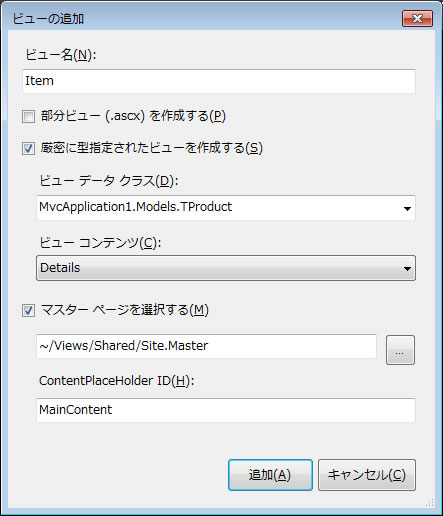 ビューの追加
ビュー名(N):
Item
部分ビュー (.ascx) を作成する(P)
厳密に型指定されたビューを作成する(S)
ビュー データ クラス(D):
MvcApplication1.Models.TProduct
ビュー コンテンツ(C):
Details
マスター ページを選択する(M)
~/Views/Shared/Site.Master
...
ContentPlaceHolder ID(H):
MainContent
追加(A)
キャンセル(C)